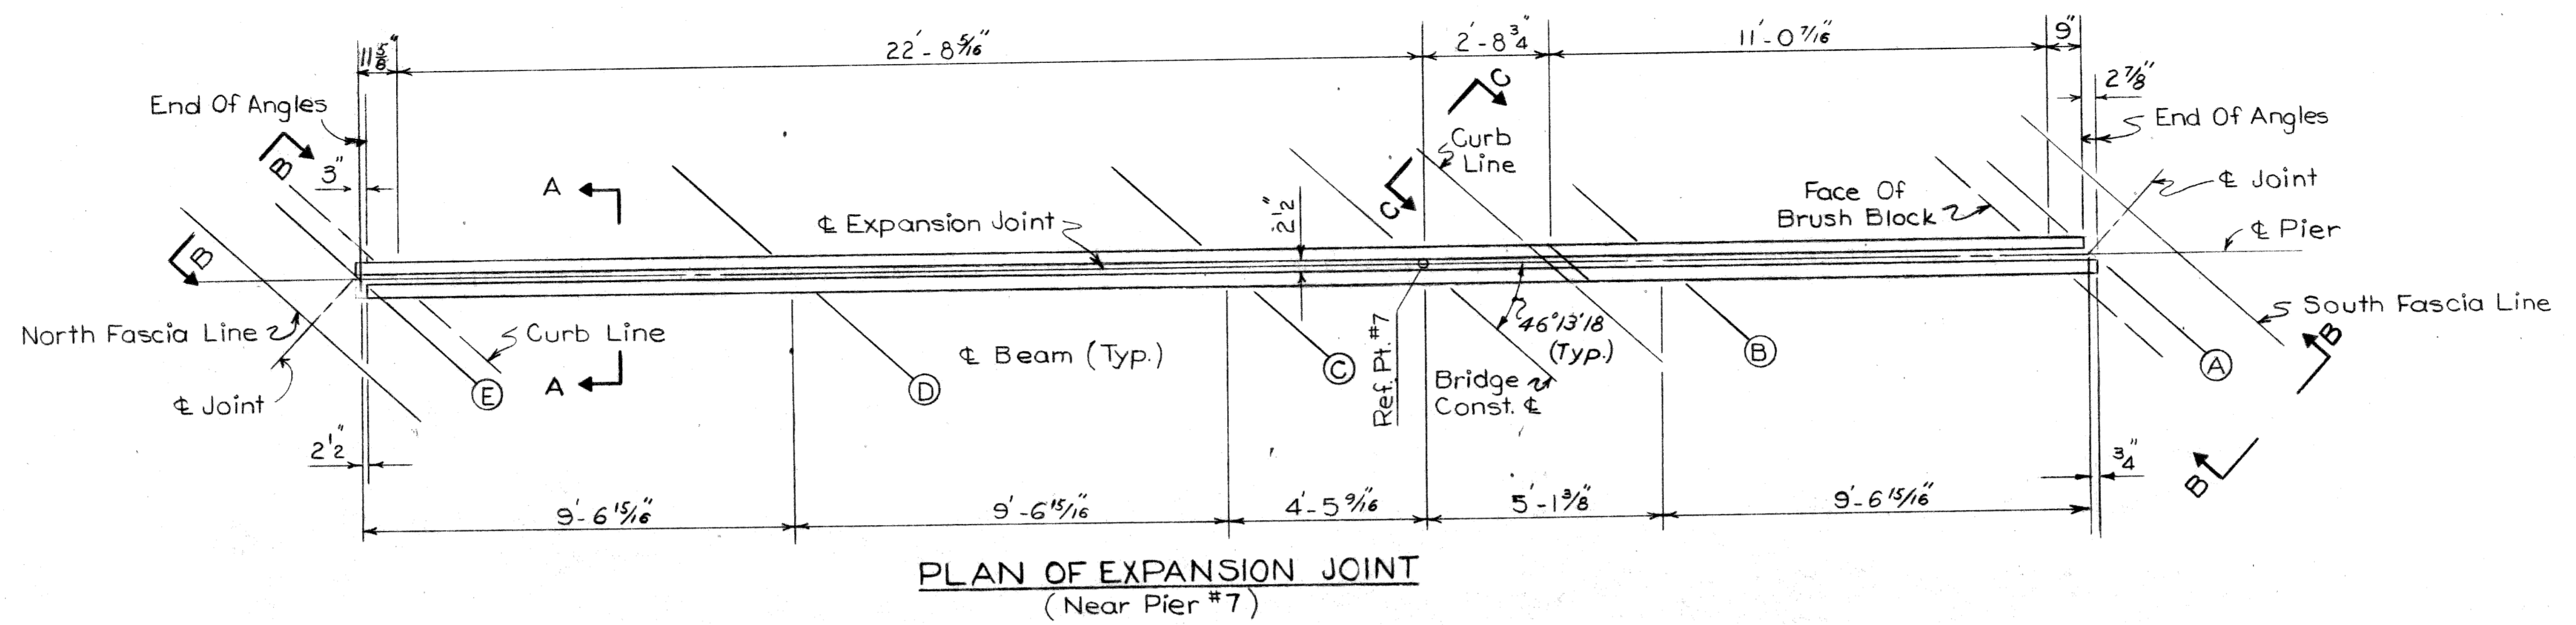 11 5/8"
22'-8 5/16"
2'-8 3/4"
11'-0 7/16"
9"
2 7/8"
End Of Angles
End Of Angles
B
3"
A
C
Curb
Line
C
2 1/2"
℄ Expansion Joint
Face Of
Brush Block
℄ Joint
℄ Pier
B
North Fascia Line
Curb Line
℄ Beam (Typ.)
Ref. Pt. #7
46°13'18
(Typ.)
South Fascia Line
B
℄ Joint
E
A
D
C
Bridge
Const. ℄
B
A
2 1/2"
3/4"
B
9'-6 15/16"
9'-6 15/16"
4'-5 9/16"
5'-1 3/8"
9'-6 15/16"
PLAN OF EXPANSION JOINT
(Near Pier #7)